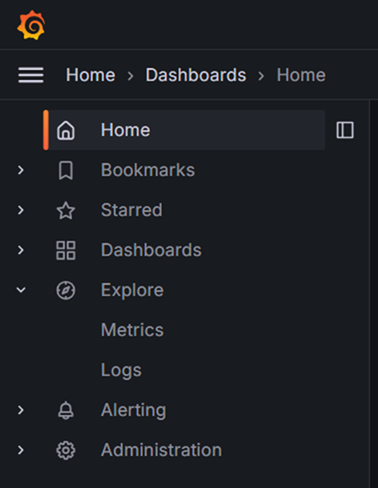 Home › Dashboards › Home
Home
Bookmarks
Starred
Dashboards
Explore
Metrics
Logs
Alerting
Administration